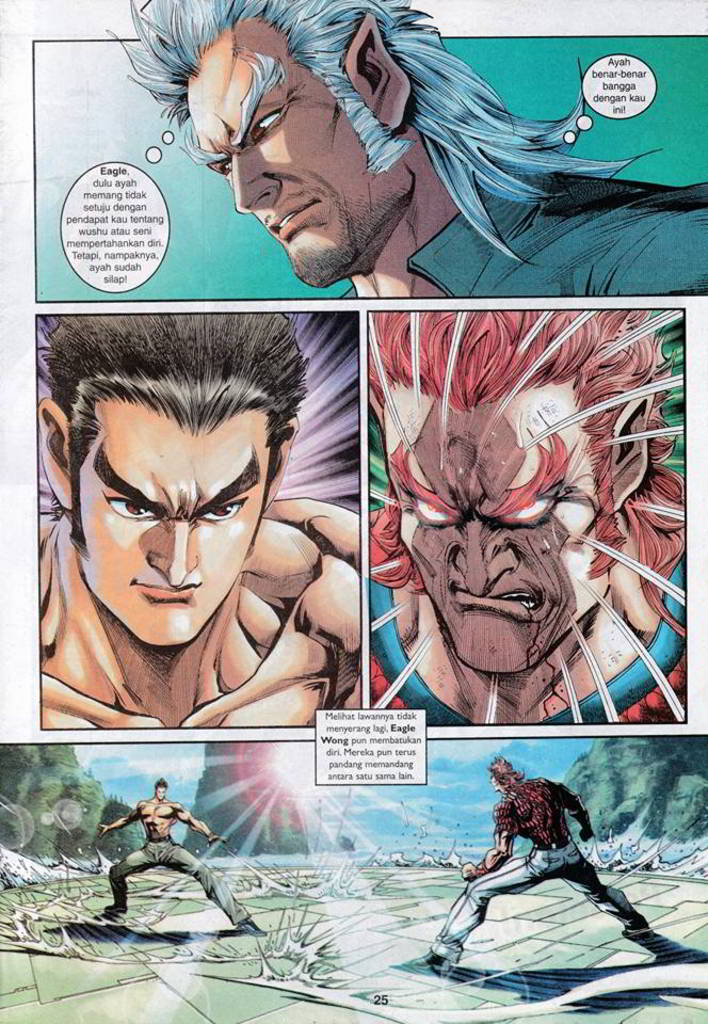 Ayah
benar-benar
bangga
dengan kau
ini!
Eagle,
dulu ayah
memang tidak
setuju dengan
pendapat kau tentang
wushu atau seni
mempertahankan diri.
Tetapi, nampaknya,
ayah sudah
silap!
Melihat lawannya tidak
menyerang lagi, Eagle
Wong pun membatukan
diri. Mereka pun terus
pandang memandang
antara satu sama lain.
25